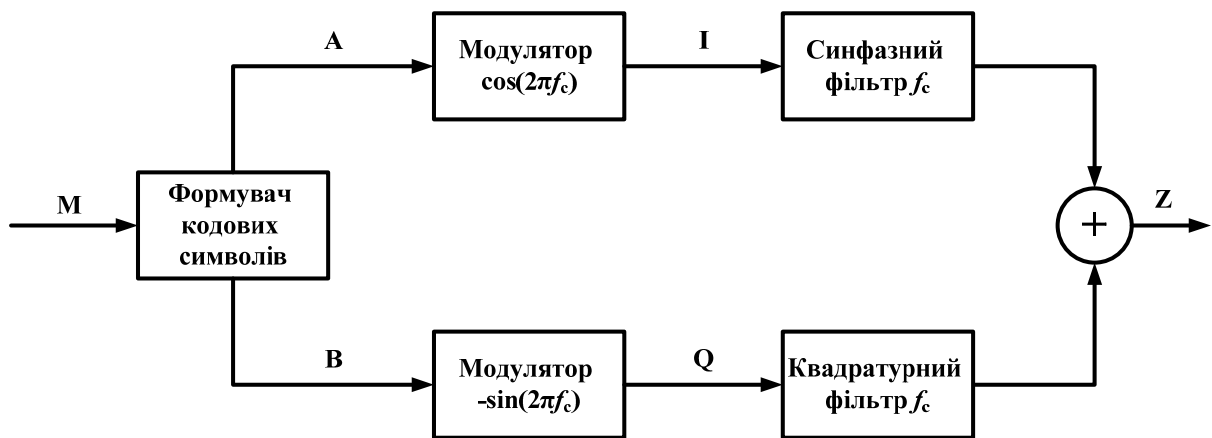 A
Модулятор
cos(2πfc)
I
Синфазний
фільтр fc
M
Формувач
кодових
символів
+
Z
B
Модулятор
-sin(2πfc)
Q
Квадратурний
фільтр fc